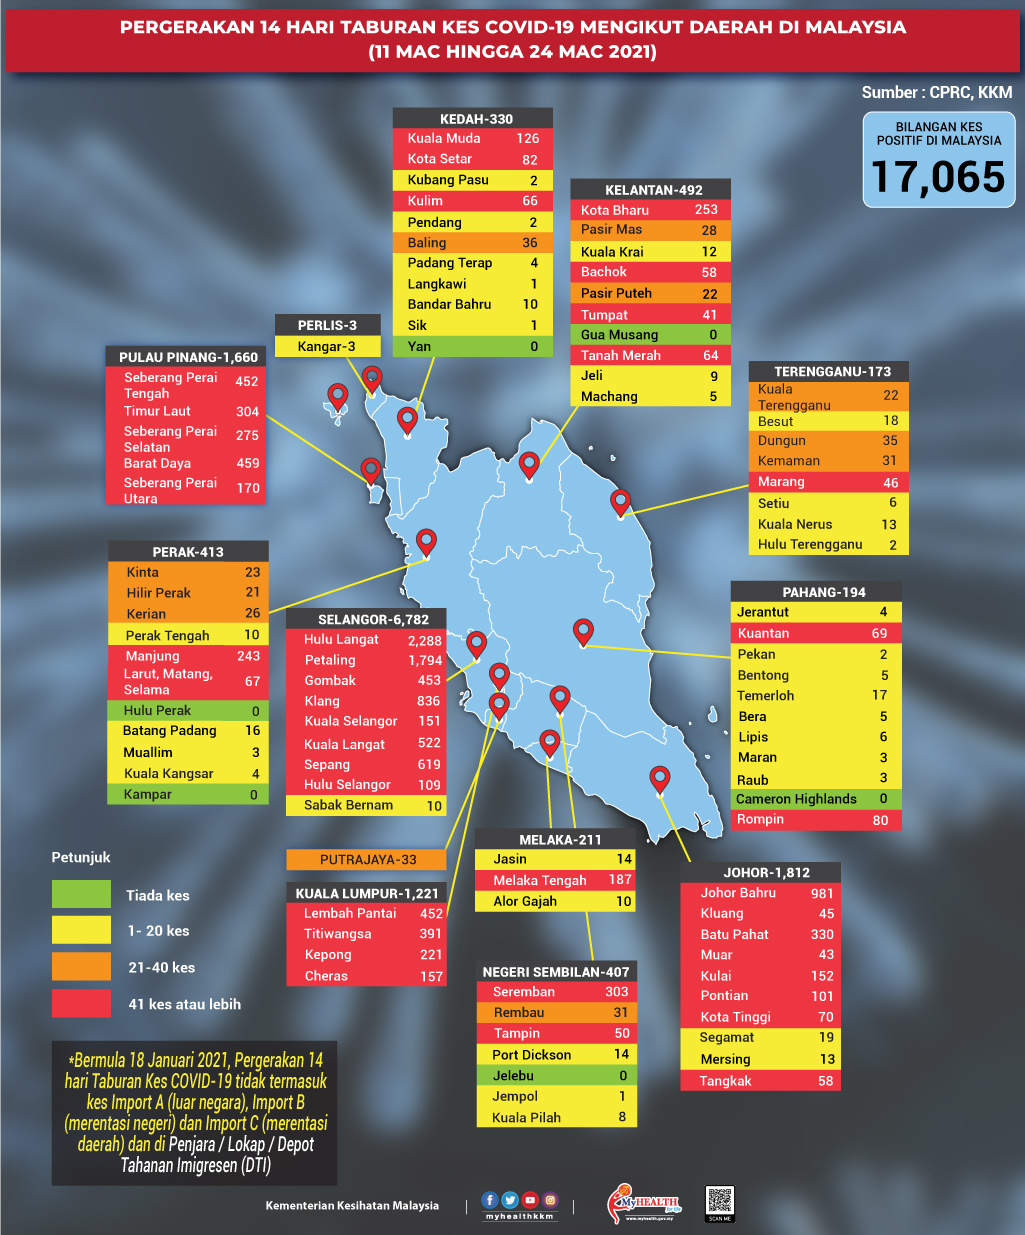 PERGERAKAN 14 HARI TABURAN KES COVID-19 MENGIKUT DAERAH DI MALAYSIA
(11 MAC HINGGA 24 MAC 2021)
Sumber : CPRC, KKM
BILANGAN KES
POSITIF DI MALAYSIA
17,065
KEDAH-330
Kuala Muda 126
Kota Setar 82
Kubang Pasu 2
Kulim 66
Pendang 2
Baling 36
Padang Terap 4
Langkawi 1
Bandar Bahru 10
Sik 1
Yan 0
KELANTAN-492
Kota Bharu 253
Pasir Mas 28
Kuala Krai 12
Bachok 58
Pasir Puteh 22
Tumpat 41
Gua Musang 0
Tanah Merah 64
Jeli 9
Machang 5
PERLIS-3
Kangar-3
PULAU PINANG-1,660
Seberang Perai
Tengah 452
Timur Laut 304
Seberang Perai
Selatan 275
Barat Daya 459
Seberang Perai
Utara 170
TERENGGANU-173
Kuala
Terengganu 22
Besut 18
Dungun 35
Kemaman 31
Marang 46
Setiu 6
Kuala Nerus 13
Hulu Terengganu 2
PERAK-413
Kinta 23
Hilir Perak 21
Kerian 26
Perak Tengah 10
Manjung 243
Larut, Matang,
Selama 67
Hulu Perak 0
Batang Padang 16
Muallim 3
Kuala Kangsar 4
Kampar 0
SELANGOR-6,782
Hulu Langat 2,288
Petaling 1,794
Gombak 453
Klang 836
Kuala Selangor 151
Kuala Langat 522
Sepang 619
Hulu Selangor 109
Sabak Bernam 10
PAHANG-194
Jerantut 4
Kuantan 69
Pekan 2
Bentong 5
Temerloh 17
Bera 5
Lipis 6
Maran 3
Raub 3
Cameron Highlands 0
Rompin 80
PUTRAJAYA-33
KUALA LUMPUR-1,221
Lembah Pantai 452
Titiwangsa 391
Kepong 221
Cheras 157
MELAKA-211
Jasin 14
Melaka Tengah 187
Alor Gajah 10
NEGERI SEMBILAN-407
Seremban 303
Rembau 31
Tampin 50
Port Dickson 14
Jelebu 0
Jempol 1
Kuala Pilah 8
JOHOR-1,812
Johor Bahru 981
Kluang 45
Batu Pahat 330
Muar 43
Kulai 152
Pontian 101
Kota Tinggi 70
Segamat 19
Mersing 13
Tangkak 58
Petunjuk
Tiada kes
1- 20 kes
21-40 kes
41 kes atau lebih
*Bermula 18 Januari 2021, Pergerakan 14
hari Taburan Kes COVID-19 tidak termasuk
kes Import A (luar negara), Import B
(merentasi negeri) dan Import C (merentasi
daerah) dan di Penjara / Lokap / Depot
Tahanan Imigresen (DTI)
Kementerian Kesihatan Malaysia
myhealthkkm
MyHEALTH
for life
www.myhealth.gov.my
SCAN ME